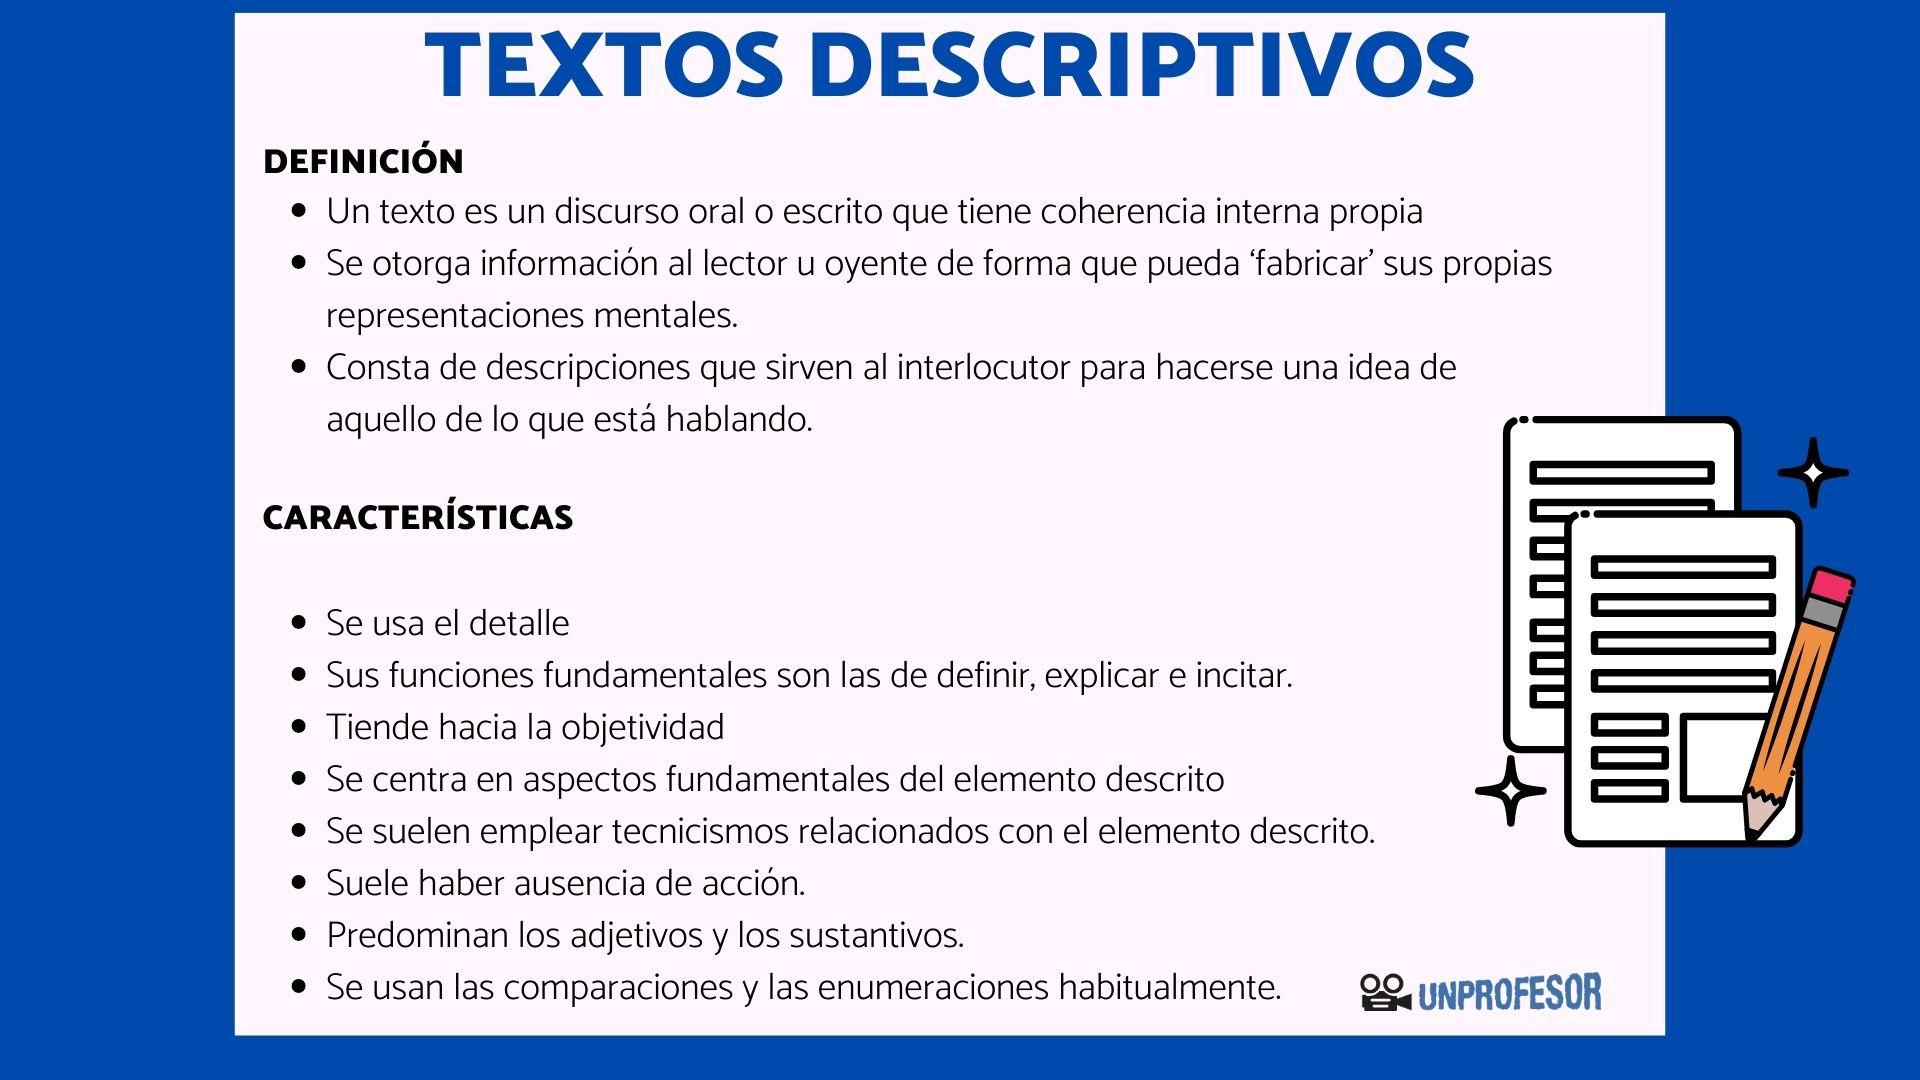 TEXTOS DESCRIPTIVOS
DEFINICIÓN
• Un texto es un discurso oral o escrito que tiene coherencia interna propia
• Se otorga información al lector u oyente de forma que pueda ‘fabricar’ sus propias
representaciones mentales.
• Consta de descripciones que sirven al interlocutor para hacerse una idea de
aquello de lo que está hablando.
CARACTERÍSTICAS
• Se usa el detalle
• Sus funciones fundamentales son las de definir, explicar e incitar.
• Tiende hacia la objetividad
• Se centra en aspectos fundamentales del elemento descrito
• Se suelen emplear tecnicismos relacionados con el elemento descrito.
• Suele haber ausencia de acción.
• Predominan los adjetivos y los sustantivos.
• Se usan las comparaciones y las enumeraciones habitualmente.
UNPROFESOR